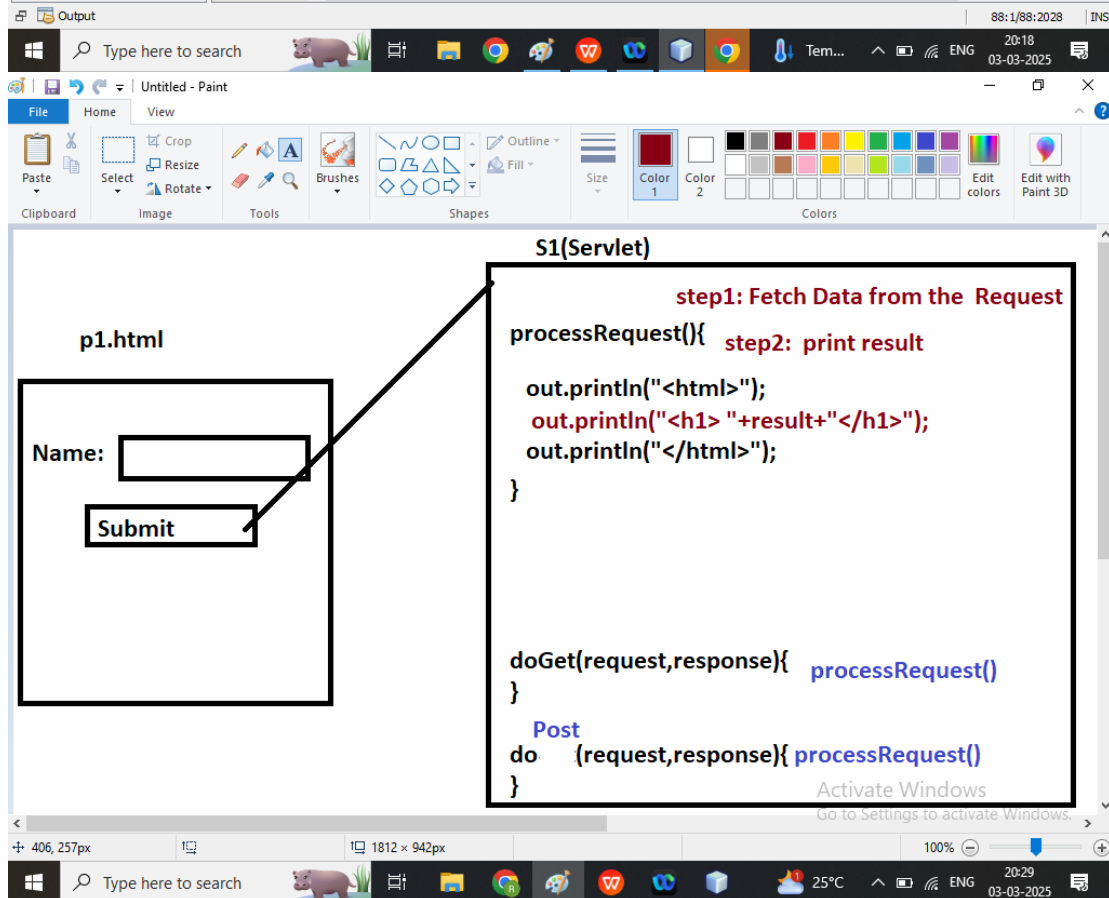 Output
88:1/88:2028
INS
Type here to search
Tem...
ENG
20:18
03-03-2025
Untitled - Paint
File
Home
View
Paste
Select
Crop
Resize
Rotate
Brushes
Outline
Fill
Size
Color 1
Color 2
Edit colors
Edit with Paint 3D
Clipboard
Image
Tools
Shapes
Colors
S1(Servlet)
step1: Fetch Data from the Request
p1.html
processRequest(){
step2: print result
out.println("<html>");
out.println("<h1> "+result+"</h1>");
out.println("</html>");
}
Name:
Submit
doGet(request,response){
processRequest()
}
Post
do (request,response){ processRequest()
}
Activate Windows
Go to Settings to activate Windows.
406, 257px
1812 × 942px
100%
Type here to search
25°C
ENG
20:29
03-03-2025